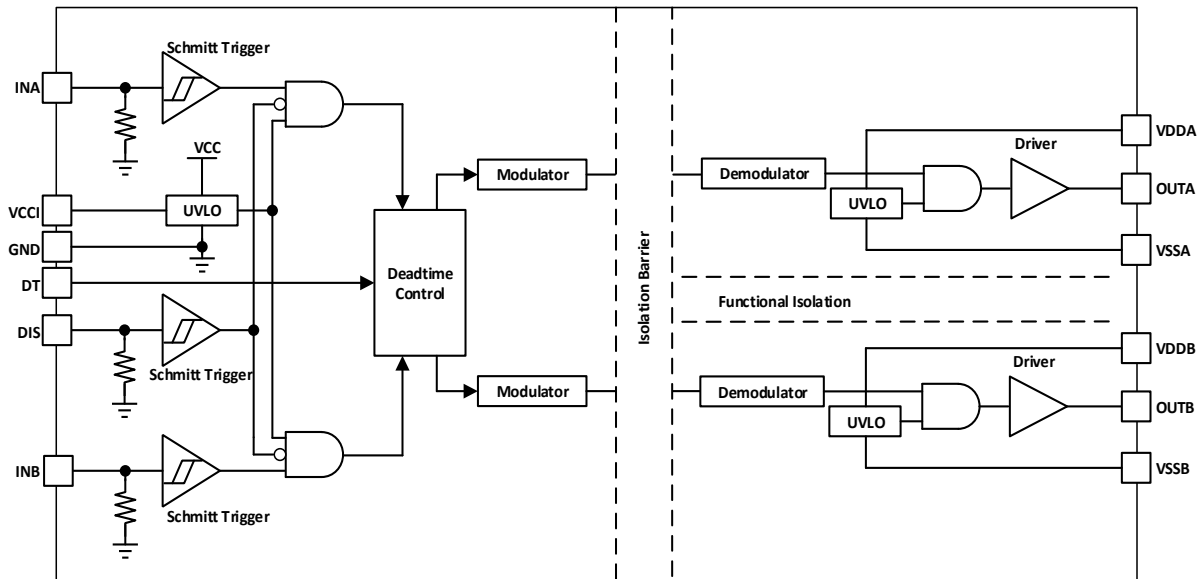 Schmitt Trigger
INA
VCC
VCCI
UVLO
GND
DT
DIS
Schmitt Trigger
INB
Schmitt Trigger
Deadtime
Control
Modulator
Modulator
Isolation Barrier
Demodulator
UVLO
Driver
VDDA
OUTA
VSSA
Functional Isolation
Demodulator
UVLO
Driver
VDDB
OUTB
VSSB